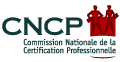 CNCP
Commission Nationale de la
Certification Professionnelle